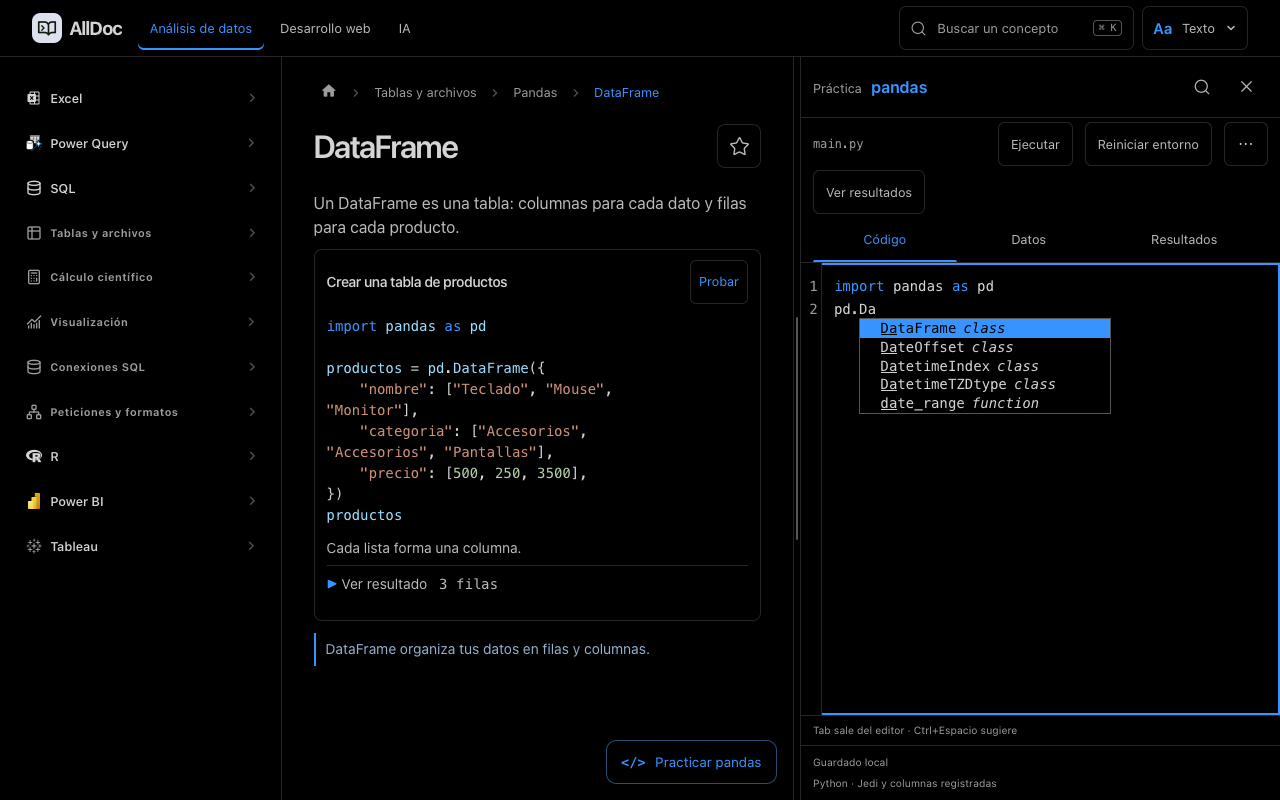 AllDoc
Análisis de datos
Desarrollo web
IA
Buscar un concepto
⌘ K
Aa Texto
Excel
Power Query
SQL
Tablas y archivos
Cálculo científico
Visualización
Conexiones SQL
Peticiones y formatos
R
Power BI
Tableau
Tablas y archivos > Pandas > DataFrame
DataFrame
Un DataFrame es una tabla: columnas para cada dato y filas
para cada producto.
Crear una tabla de productos
Probar
import pandas as pd
productos = pd.DataFrame({
    "nombre": ["Teclado", "Mouse",
"Monitor"],
    "categoria": ["Accesorios",
"Accesorios", "Pantallas"],
    "precio": [500, 250, 3500],
})
productos
Cada lista forma una columna.
Ver resultado 3 filas
DataFrame organiza tus datos en filas y columnas.
</> Practicar pandas
Práctica pandas
main.py
Ejecutar
Reiniciar entorno
...
Ver resultados
Código
Datos
Resultados
1 import pandas as pd
2 pd.Da
DataFrame class
DateOffset class
DatetimeIndex class
DatetimeTZDtype class
date_range function
Tab sale del editor · Ctrl+Espacio sugiere
Guardado local
Python · Jedi y columnas registradas